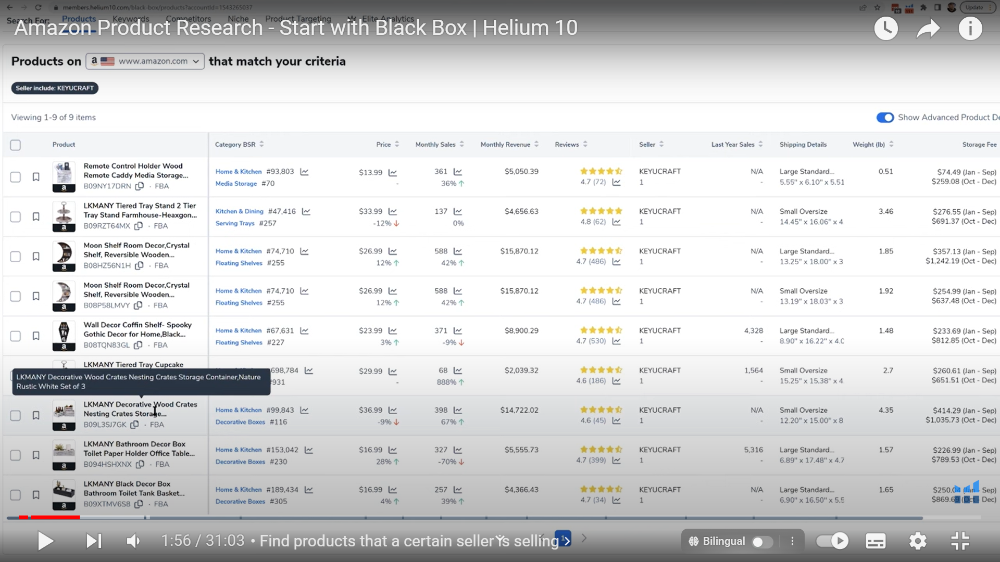 members.helium10.com/black-box/products?accountId=1543265037
Update
Search For: Products Keywords Competitors Niche Product Targeting Elite Analytics
Amazon Product Research - Start with Black Box | Helium 10
Products on a www.amazon.com that match your criteria
Seller include: KEYUCRAFT
Viewing 1-9 of 9 items
Show Advanced Product De
Product Category BSR Price Monthly Sales Monthly Revenue Reviews Seller Last Year Sales Shipping Details Weight (lb) Storage Fee
Remote Control Holder Wood
Remote Caddy Media Storage...
B09NY17DRN · FBA
Home & Kitchen #93,803
Media Storage #70
$13.99
-
361
36% ↑
$5,050.39
4.7 (72)
KEYUCRAFT
1
N/A
-
Large Standard...
5.55" x 6.10" x 5.51
0.51
$74.49 (Jan - Sep)
$259.08 (Oct - Dec)
LKMANY Tiered Tray Stand 2 Tier
Tray Stand Farmhouse-Heaxgon...
B09RZT64MX · FBA
Kitchen & Dining #47,416
Serving Trays #257
$33.99
-12% ↓
137
0%
$4,656.63
4.8 (62)
KEYUCRAFT
1
N/A
-
Small Oversize
14.45" x 16.06" x 4
3.46
$276.55 (Jan - Sep)
$691.37 (Oct - Dec)
Moon Shelf Room Decor,Crystal
Shelf, Reversible Wooden...
B08HZ56N1H · FBA
Home & Kitchen #74,710
Floating Shelves #255
$26.99
12% ↑
588
42% ↑
$15,870.12
4.7 (486)
KEYUCRAFT
1
N/A
-
Large Standard...
13.25" x 18.00" x 3
1.85
$357.13 (Jan - Sep)
$1,242.19 (Oct - Dec)
Moon Shelf Room Decor,Crystal
Shelf, Reversible Wooden...
B08P58LMVY · FBA
Home & Kitchen #74,710
Floating Shelves #255
$26.99
12% ↑
588
42% ↑
$15,870.12
4.7 (486)
KEYUCRAFT
1
N/A
-
Small Oversize
13.19" x 18.03" x 3
1.92
$254.99 (Jan - Sep)
$637.48 (Oct - Dec)
Wall Decor Coffin Shelf- Spooky
Gothic Decor for Home,Black...
B08TQN83GL · FBA
Home & Kitchen #67,631
Floating Shelves #227
$23.99
3% ↑
371
-9% ↓
$8,900.29
4.7 (530)
KEYUCRAFT
1
4,328
-
Large Standard...
8.90" x 16.22" x 4.0
1.48
$233.69 (Jan - Sep)
$812.85 (Oct - Dec)
LKMANY Tiered Tray Cupcake
698,784
931
$29.99
-
68
888% ↑
$2,039.32
4.6 (186)
KEYUCRAFT
1
1,564
-
Small Oversize
15.25" x 15.38" x 4
2.7
$260.61 (Jan - Sep)
$651.51 (Oct - Dec)
LKMANY Decorative Wood Crates Nesting Crates Storage Container,Nature
Rustic White Set of 3
LKMANY Decorative Wood Crates
Nesting Crates Storage...
B09L3SJ7GK · FBA
Home & Kitchen #99,843
Decorative Boxes #116
$36.99
-9% ↓
398
67% ↑
$14,722.02
4.6 (45)
KEYUCRAFT
1
N/A
-
Small Oversize
12.20" x 15.00" x 8
4.35
$414.29 (Jan - Sep)
$1,035.73 (Oct - Dec)
LKMANY Bathroom Decor Box
Toilet Paper Holder Office Table...
B094HSHXNX · FBA
Home & Kitchen #153,042
Decorative Boxes #230
$16.99
28% ↑
327
-70% ↓
$5,555.73
4.7 (399)
KEYUCRAFT
1
5,316
-
Large Standard...
6.89" x 17.48" x 4.7
1.57
$226.99 (Jan - Sep)
$789.53 (Oct - Dec)
LKMANY Black Decor Box
Bathroom Toilet Tank Basket...
B09XTMV6S8 · FBA
Home & Kitchen #189,434
Decorative Boxes #305
$16.99
4% ↑
257
39% ↑
$4,366.43
4.7 (34)
KEYUCRAFT
1
N/A
-
Large Standard...
6.90" x 16.50" x 5.5
1.65
$250.04 (Jan - Sep)
$869.69 (Oct - Dec)
1:56 / 31:03 • Find products that a certain seller is selling
1
Bilingual